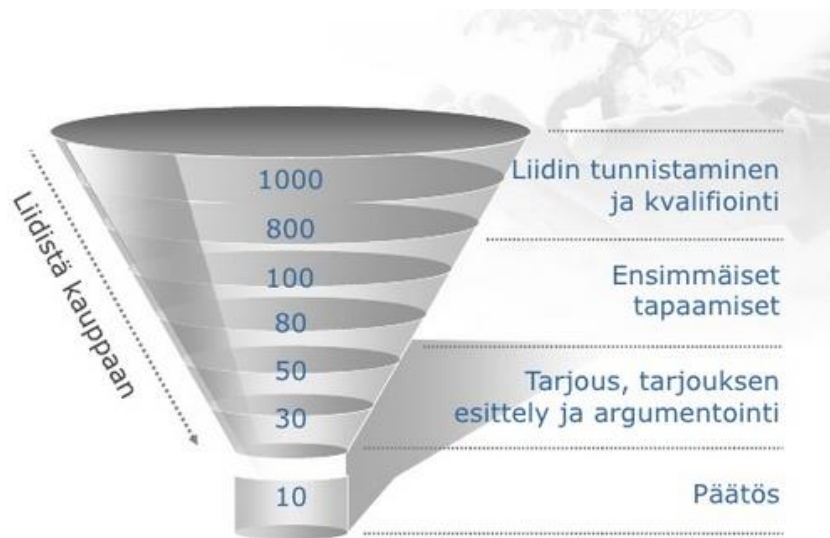 Liidistä kauppaan
1000
800
100
80
50
30
10
Liidin tunnistaminen
ja kvalifiointi
Ensimmäiset
tapaamiset
Tarjous, tarjouksen
esittely ja argumentointi
Päätös